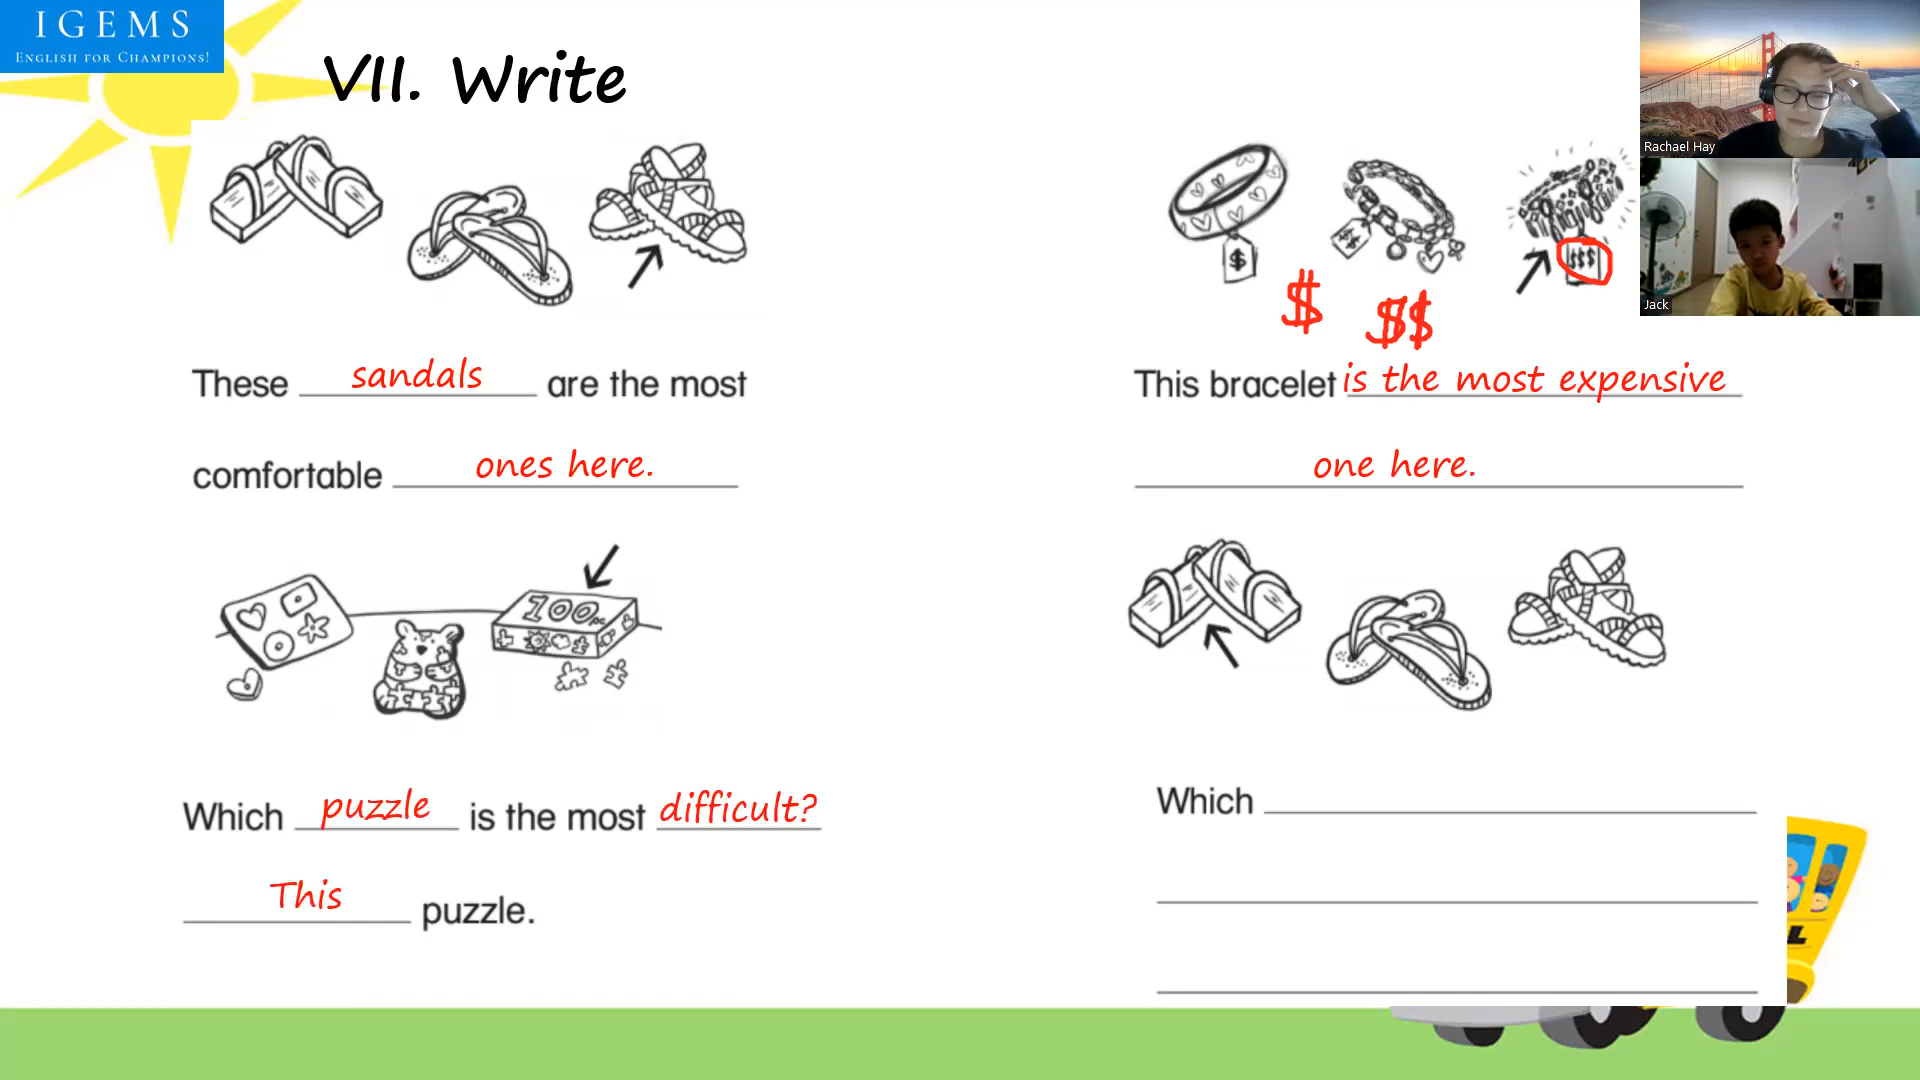 IGEMS
ENGLISH FOR CHAMPIONS!
VII. Write
Rachael Hay
Jack
$
$$
$$$
$ $$
These sandals are the most
comfortable ones here.
This bracelet is the most expensive
one here.
100pc
Which puzzle is the most difficult?
This puzzle.
Which
L